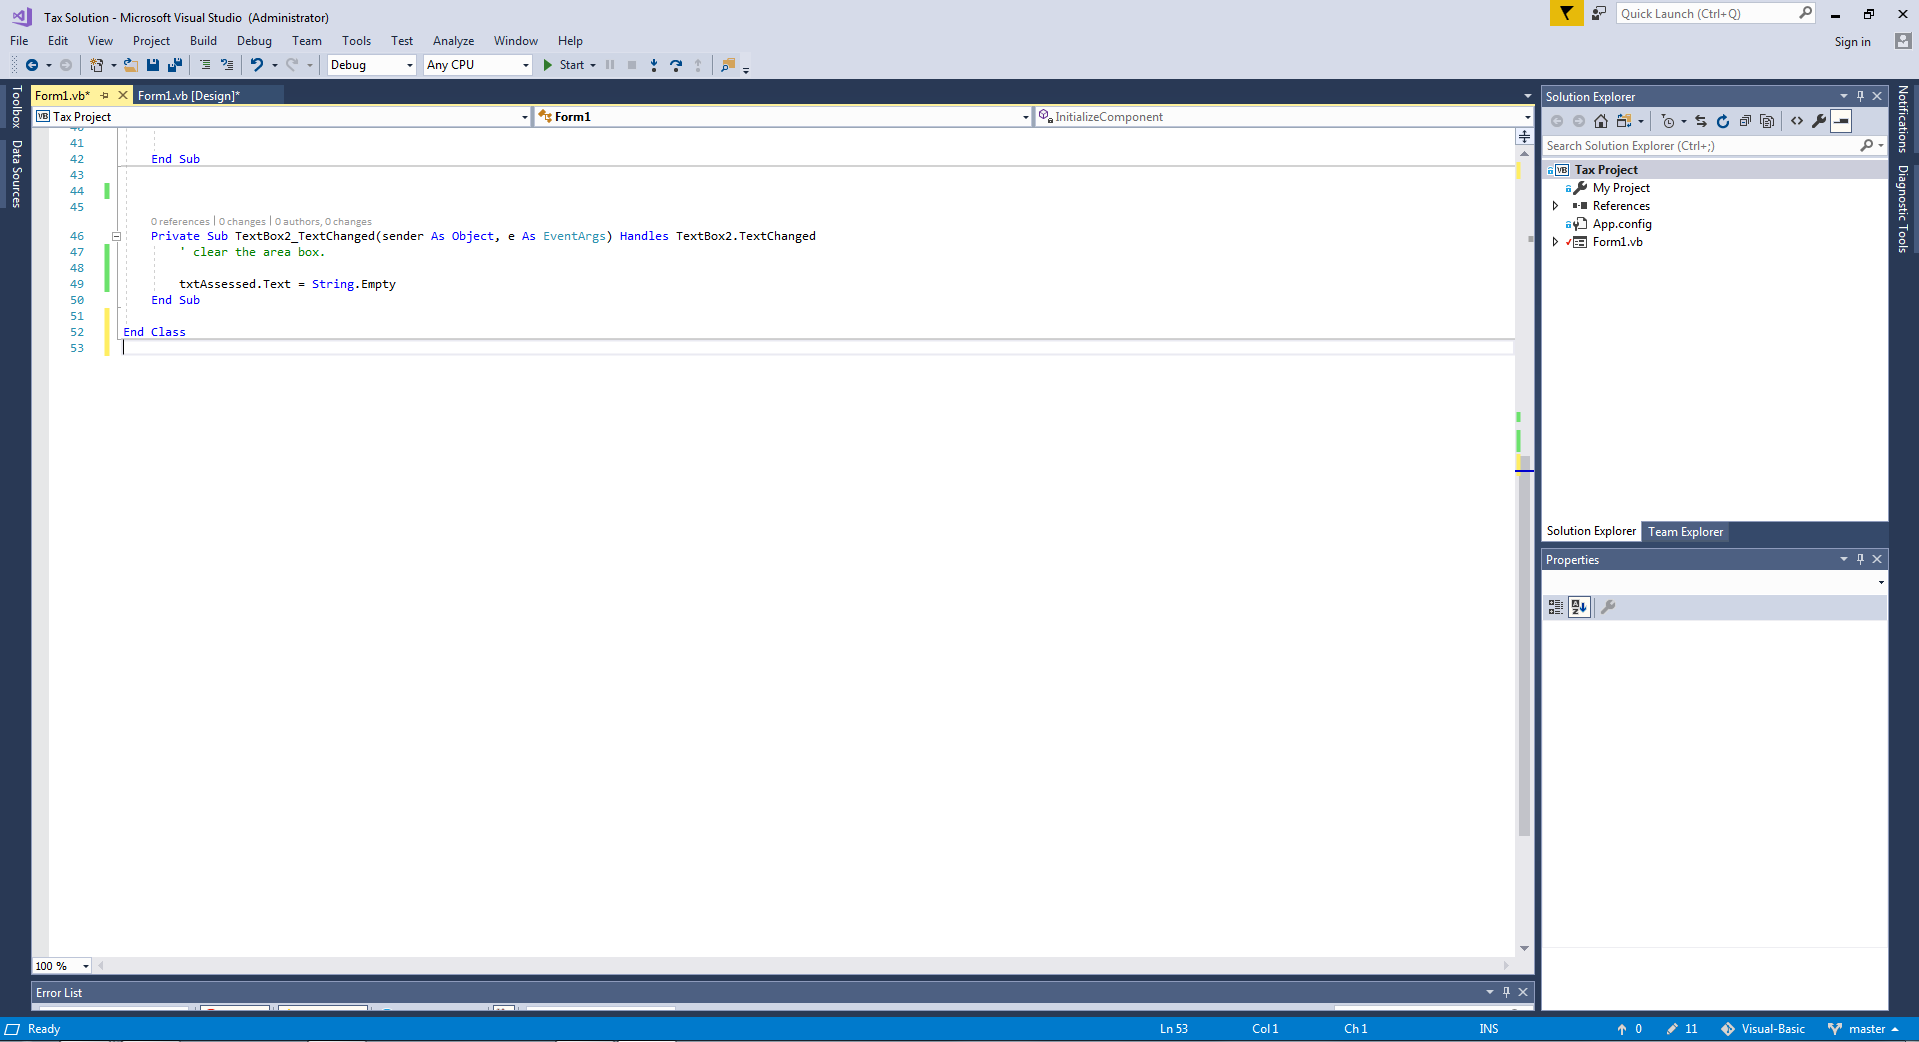 Tax Solution - Microsoft Visual Studio (Administrator)
Quick Launch (Ctrl+Q)
File Edit View Project Build Debug Team Tools Test Analyze Window Help
Sign in
Debug Any CPU Start
Toolbox
Data Sources
Form1.vb* Form1.vb [Design]*
VB Tax Project Form1 InitializeComponent
41
42 End Sub
43
44
45
0 references | 0 changes | 0 authors, 0 changes
46 Private Sub TextBox2_TextChanged(sender As Object, e As EventArgs) Handles TextBox2.TextChanged
47 ' clear the area box.
48
49 txtAssessed.Text = String.Empty
50 End Sub
51
52 End Class
53
100 %
Error List
Solution Explorer
Search Solution Explorer (Ctrl+;)
VB Tax Project
My Project
References
App.config
Form1.vb
Solution Explorer Team Explorer
Properties
Notifications
Diagnostic Tools
Ready Ln 53 Col 1 Ch 1 INS 0 11 Visual-Basic master